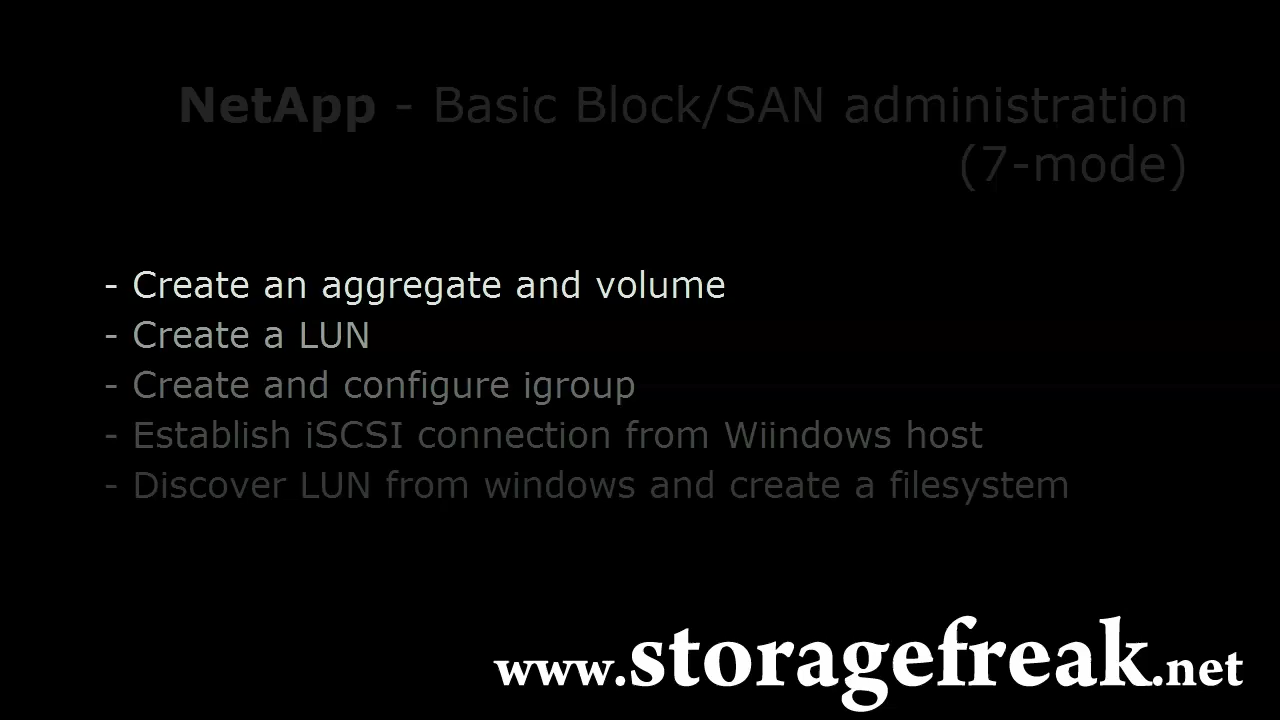 NetApp - Basic Block/SAN administration
(7-mode)
- Create an aggregate and volume
- Create a LUN
- Create and configure igroup
- Establish iSCSI connection from Wiindows host
- Discover LUN from windows and create a filesystem
www.storagefreak.net